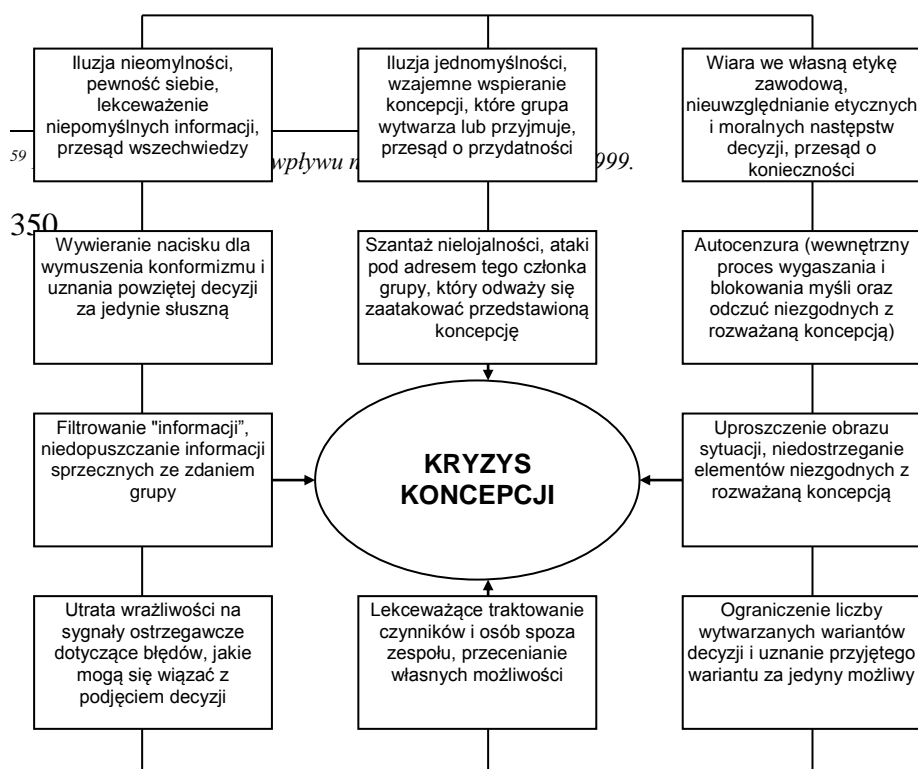 Iluzja nieomylności,
pewność siebie,
lekceważenie
niepomyślnych informacji,
przesąd wszechwiedzy
Iluzja jednomyślności,
wzajemne wspieranie
koncepcji, które grupa
wytwarza lub przyjmuje,
przesąd o przydatności
Wiara we własną etykę
zawodową,
nieuwzględnianie etycznych
i moralnych następstw
decyzji, przesąd o
konieczności
59 wpływu 999.
350
Wywieranie nacisku dla
wymuszenia konformizmu i
uznania powziętej decyzji
za jedynie słuszną
Szantaż nielojalności, ataki
pod adresem tego członka
grupy, który odważy się
zaatakować przedstawioną
koncepcję
Autocenzura (wewnętrzny
proces wygaszania i
blokowania myśli oraz
odczuć niezgodnych z
rozważaną koncepcją)
Filtrowanie "informacji”,
niedopuszczanie informacji
sprzecznych ze zdaniem
grupy
KRYZYS
KONCEPCJI
Uproszczenie obrazu
sytuacji, niedostrzeganie
elementów niezgodnych z
rozważaną koncepcją
Utrata wrażliwości na
sygnały ostrzegawcze
dotyczące błędów, jakie
mogą się wiązać z
podjęciem decyzji
Lekceważące traktowanie
czynników i osób spoza
zespołu, przecenianie
własnych możliwości
Ograniczenie liczby
wytwarzanych wariantów
decyzji i uznanie przyjętego
wariantu za jedyny możliwy